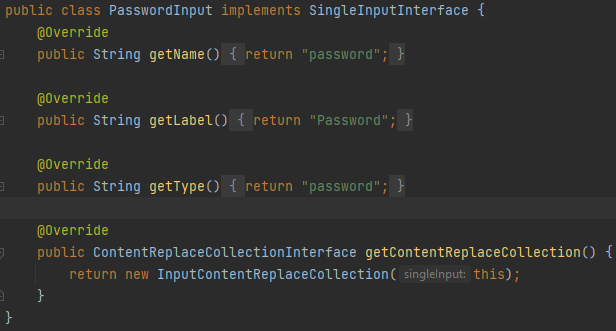 public class PasswordInput implements SingleInputInterface {
@Override
public String getName() { return "password"; }
@Override
public String getLabel() { return "Password"; }
@Override
public String getType() { return "password"; }
@Override
public ContentReplaceCollectionInterface getContentReplaceCollection() {
return new InputContentReplaceCollection( singleInput: this);
}
}